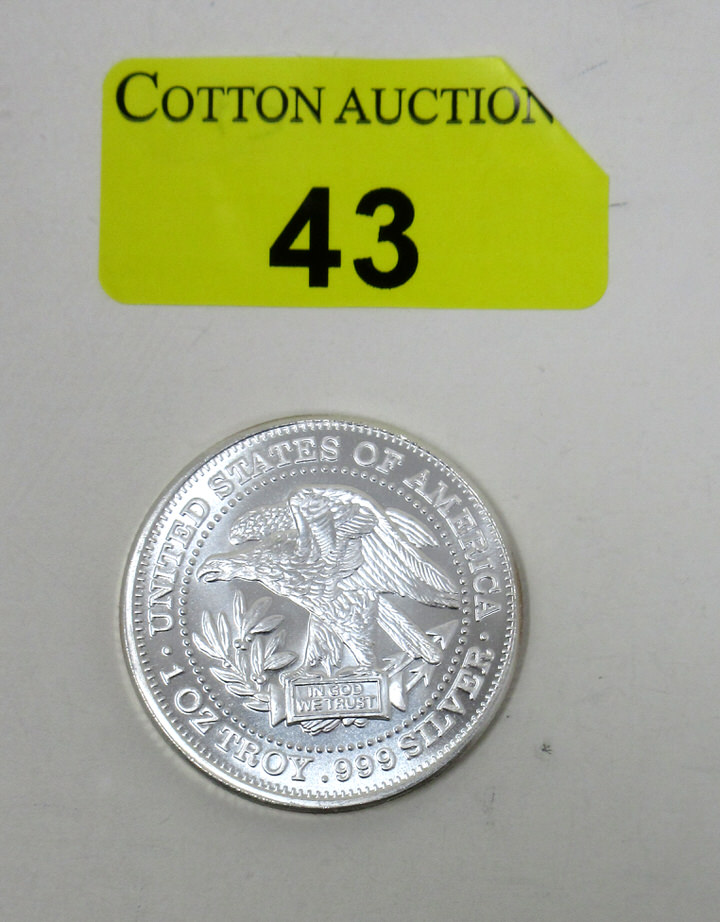 COTTON AUCTION
43
UNITED STATES OF AMERICA
IN GOD
WE TRUST
· 1 OZ TROY .999 SILVER ·